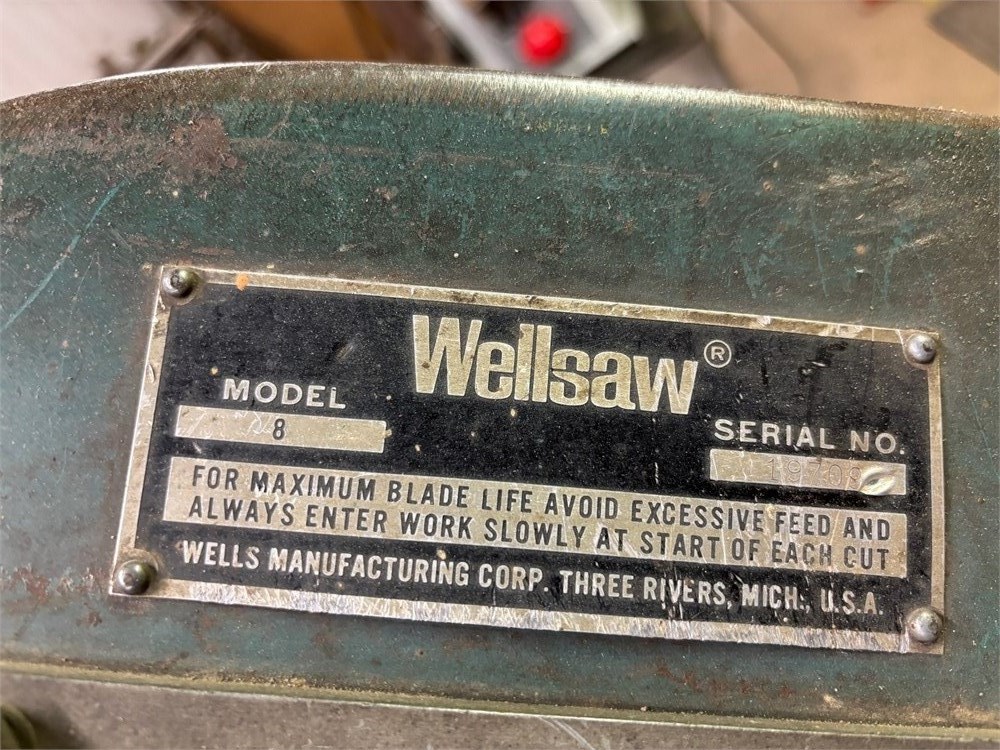 Wellsaw®
MODEL
8
SERIAL NO.
FOR MAXIMUM BLADE LIFE AVOID EXCESSIVE FEED AND
ALWAYS ENTER WORK SLOWLY AT START OF EACH CUT
WELLS MANUFACTURING CORP. THREE RIVERS, MICH., U.S.A.